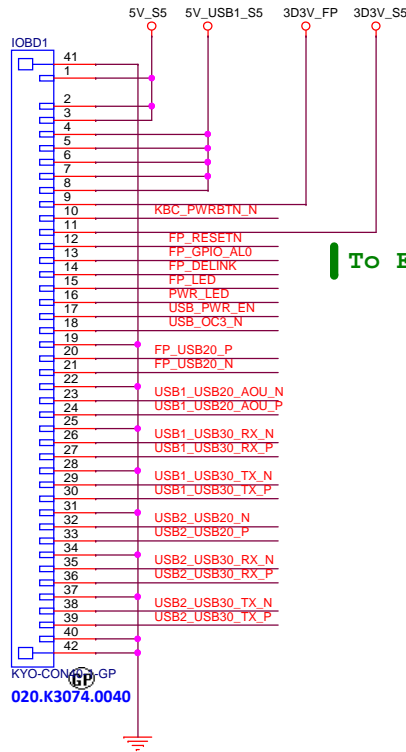 5V_S5 5V_USB1_S5 3D3V_FP 3D3V_S5
IOBD1
41
1
2
3
4
5
6
7
8
9
10 KBC_PWRBTN_N
11
12 FP_RESETN
13 FP_GPIO_AL0
14 FP_DELINK
15 FP_LED
16 PWR_LED
17 USB_PWR_EN
18 USB_OC3_N
19
20 FP_USB20_P
21 FP_USB20_N
22
23 USB1_USB20_AOU_N
24 USB1_USB20_AOU_P
25
26 USB1_USB30_RX_N
27 USB1_USB30_RX_P
28
29 USB1_USB30_TX_N
30 USB1_USB30_TX_P
31
32 USB2_USB20_N
33 USB2_USB20_P
34
35 USB2_USB30_RX_N
36 USB2_USB30_RX_P
37
38 USB2_USB30_TX_N
39 USB2_USB30_TX_P
40
42
To E
GP
020.K3074.0040